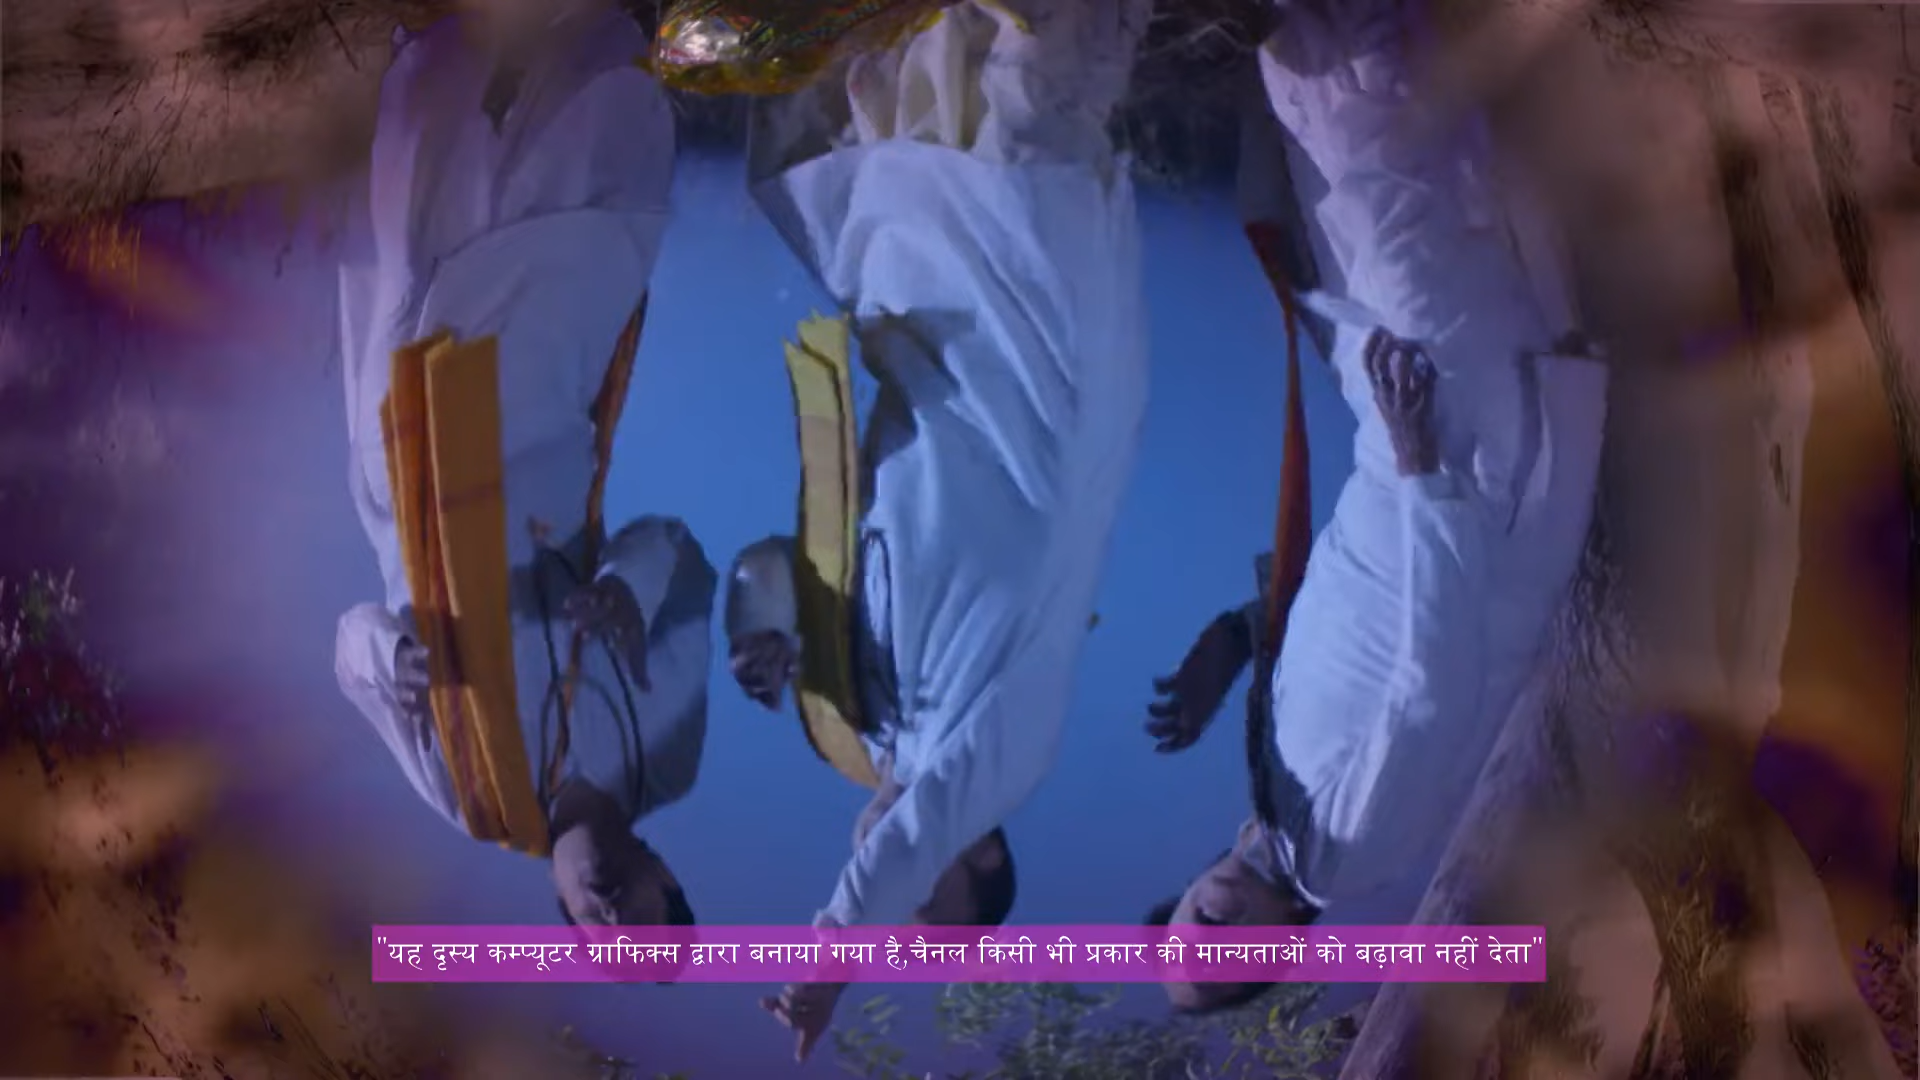 "यह दृस्य कम्प्यूटर ग्राफिक्स द्वारा बनाया गया है,चैनल किसी भी प्रकार की मान्यताओं को बढ़ावा नहीं देता"